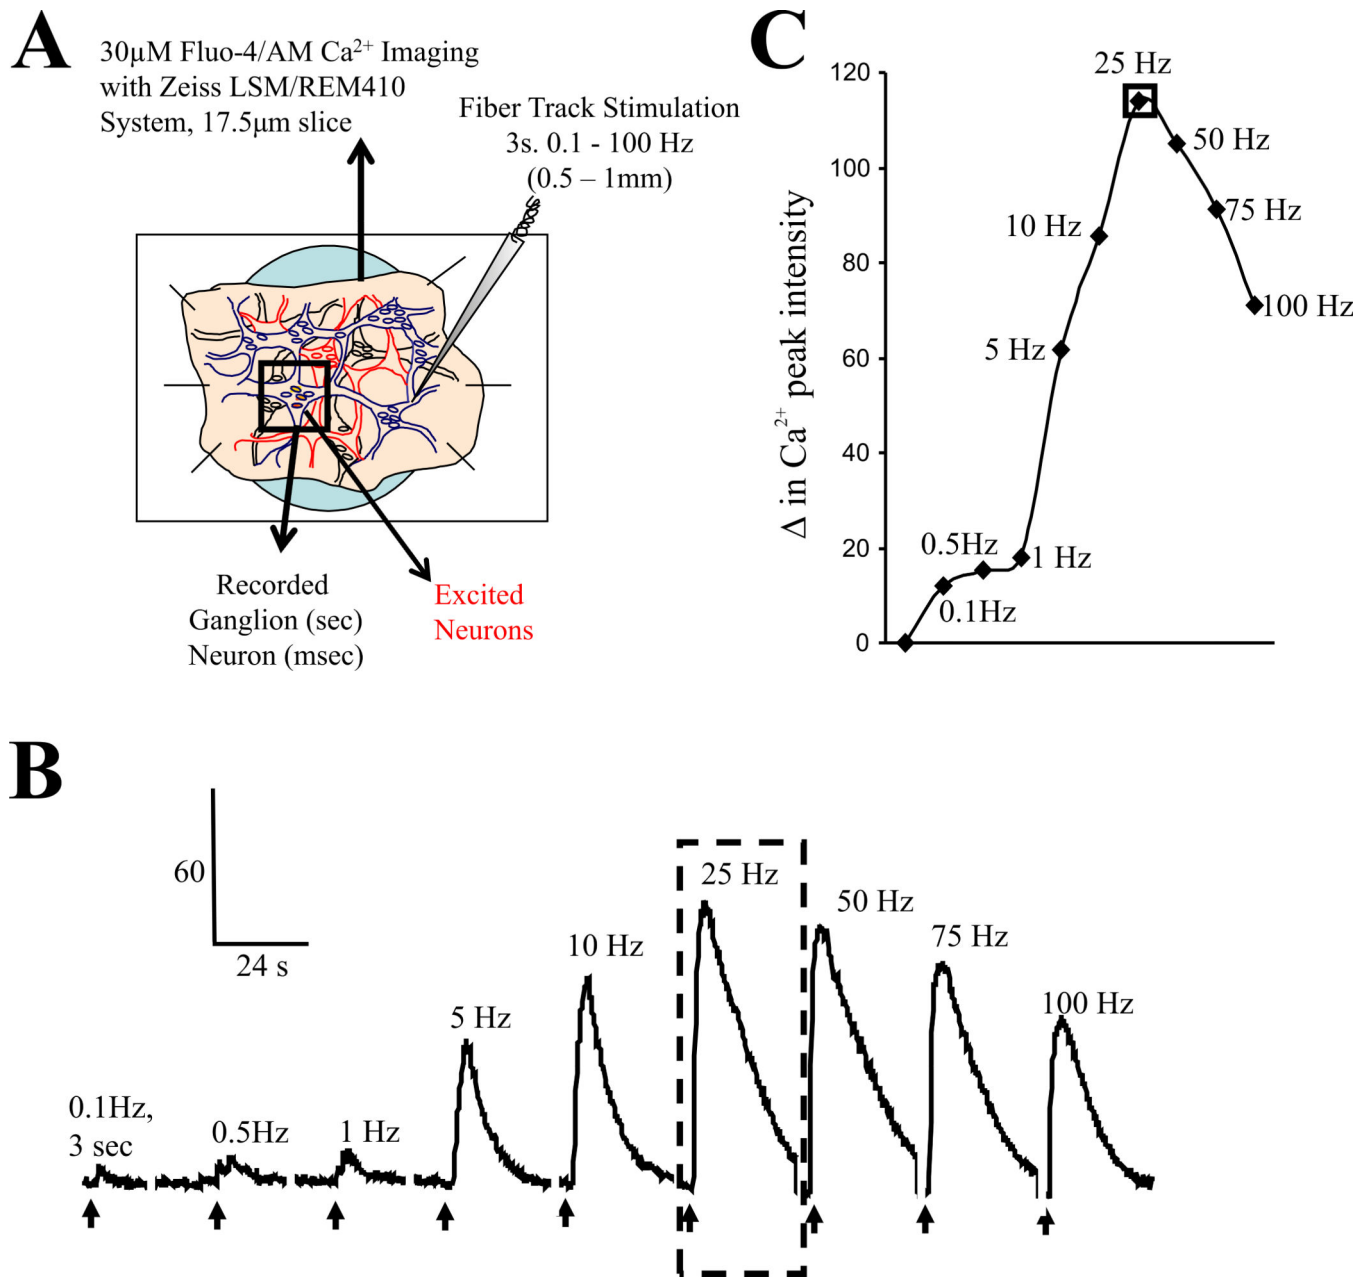 A
30μM Fluo-4/AM Ca²⁺ Imaging
with Zeiss LSM/REM410
System, 17.5μm slice
Fiber Track Stimulation
3s. 0.1 - 100 Hz
(0.5 – 1mm)
Recorded
Ganglion (sec)
Neuron (msec)
Excited
Neurons
C
Δ in Ca²⁺ peak intensity
120
100
80
60
40
20
0
0.1Hz
0.5Hz
1 Hz
5 Hz
10 Hz
25 Hz
50 Hz
75 Hz
100 Hz
B
60
24 s
0.1Hz,
3 sec
0.5Hz
1 Hz
5 Hz
10 Hz
25 Hz
50 Hz
75 Hz
100 Hz